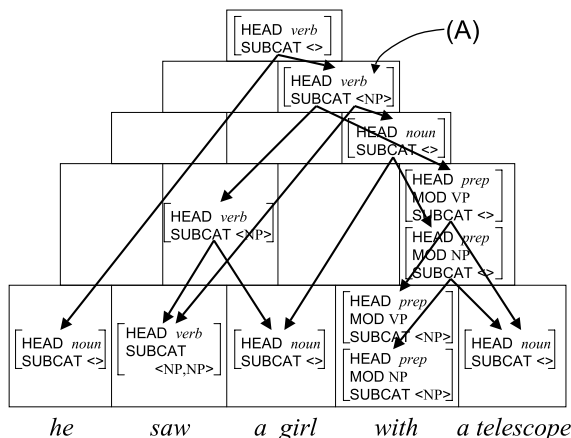 HEAD verb
SUBCAT <>
(A)
HEAD verb
SUBCAT <NP>
HEAD noun
SUBCAT <>
HEAD prep
MOD VP
SUBCAT <>
HEAD verb
SUBCAT <NP>
HEAD prep
MOD NP
SUBCAT <>
HEAD noun
SUBCAT <>
HEAD verb
SUBCAT
<NP,NP>
HEAD noun
SUBCAT <>
HEAD prep
MOD VP
SUBCAT <NP>
HEAD prep
MOD NP
SUBCAT <NP>
HEAD noun
SUBCAT <>
he saw a girl with a telescope